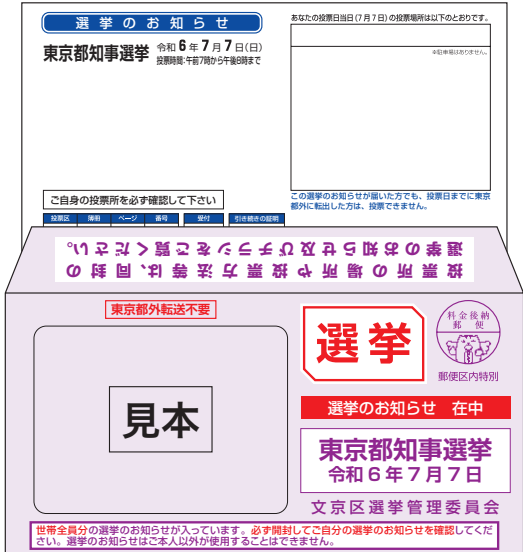 選挙のお知らせ
東京都知事選挙
令和6年7月7日(日)
投票時間:午前7時から午後8時まで
あなたの投票日当日(7月7日)の投票場所は以下のとおりです。
※駐車場はありません。
ご自身の投票所を必ず確認して下さい
この選挙のお知らせが届いた方でも、投票日までに東京
都外に転出した方は、投票できません。
投票区 簿冊 ページ 番号 受付 引き続きの証明
投票所の場所や投票方法等は、同封の
選挙のお知らせ及びチラシをご覧ください。
東京都外転送不要
見本
選挙
料金後納
郵便
郵便区内特別
選挙のお知らせ 在中
東京都知事選挙
令和6年7月7日
文京区選挙管理委員会
世帯全員分の選挙のお知らせが入っています。必ず開封してご自分の選挙のお知らせを確認してくだ
さい。選挙のお知らせはご本人以外が使用することはできません。